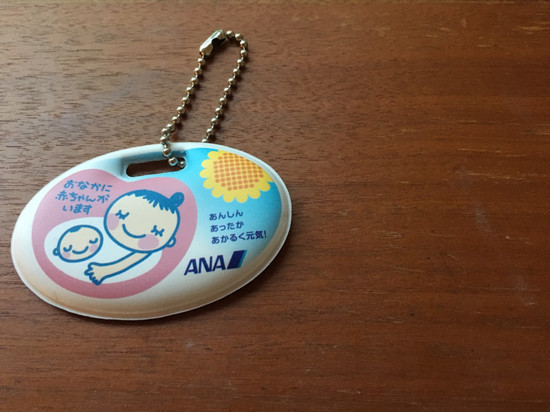 おなかに
赤ちゃんが
います
あんしん
あったか
あかるく元気!
ANA